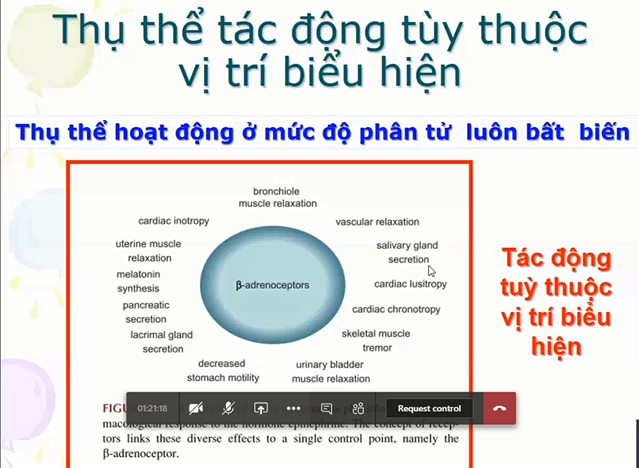 Thụ thể tác động tùy thuộc
vị trí biểu hiện
Thụ thể hoạt động ở mức độ phân tử luôn bất biến
bronchiole
muscle relaxation
cardiac inotropy
vascular relaxation
uterine muscle
relaxation
salivary gland
secretion
melatonin
synthesis
β-adrenoceptors
cardiac lusitropy
pancreatic
secretion
cardiac chronotropy
lacrimal gland
secretion
skeletal muscle
tremor
decreased
stomach motility
urinary bladder
muscle relaxation
Tác động
tuỳ thuộc
vị trí biểu
hiện
01:21:18
Request control
FIGU
macological response to the hormone epinephrine. The concept of recep-
tors links these diverse effects to a single control point, namely the
β-adrenoceptor.